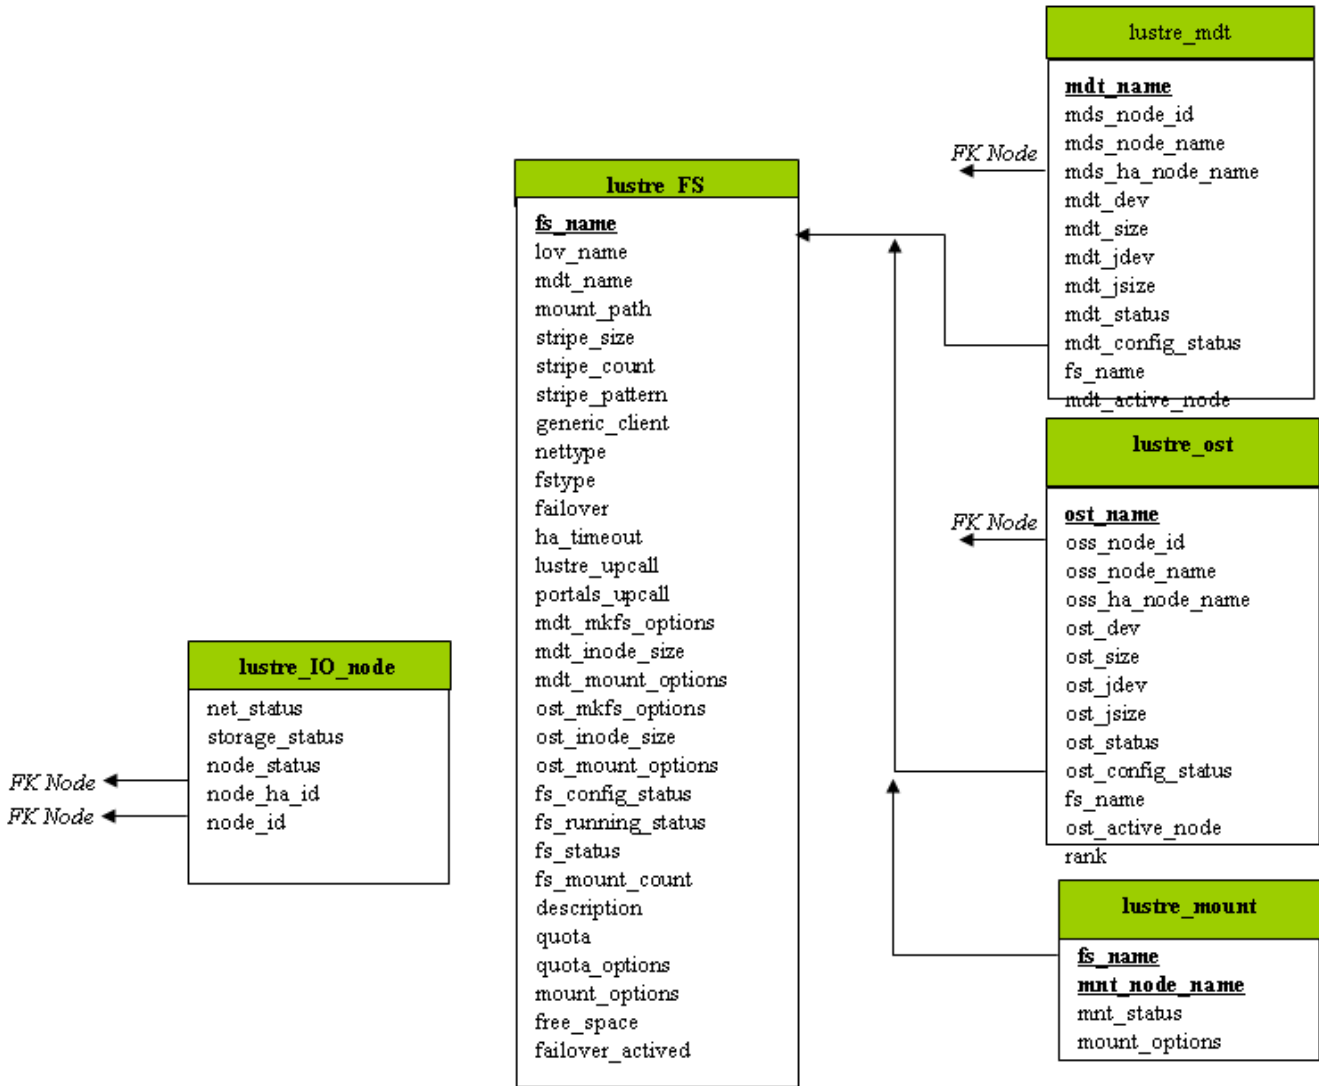 lustre_mdt
mdt_name
mds_node_id
mds_node_name
mds_ha_node_name
mdt_dev
mdt_size
mdt_jdev
mdt_jsize
mdt_status
mdt_config_status
fs_name
mdt_active_node
FK Node
lustre_FS
fs_name
lov_name
mdt_name
mount_path
stripe_size
stripe_count
stripe_pattern
generic_client
nettype
fstype
failover
ha_timeout
lustre_upcall
portals_upcall
mdt_mkfs_options
mdt_inode_size
mdt_mount_options
ost_mkfs_options
ost_inode_size
ost_mount_options
fs_config_status
fs_running_status
fs_status
fs_mount_count
description
quota
quota_options
mount_options
free_space
failover_actived
lustre_ost
ost_name
oss_node_id
oss_node_name
oss_ha_node_name
ost_dev
ost_size
ost_jdev
ost_jsize
ost_status
ost_config_status
fs_name
ost_active_node
rank
FK Node
lustre_IO_node
net_status
storage_status
node_status
node_ha_id
node_id
FK Node
FK Node
lustre_mount
fs_name
mnt_node_name
mnt_status
mount_options